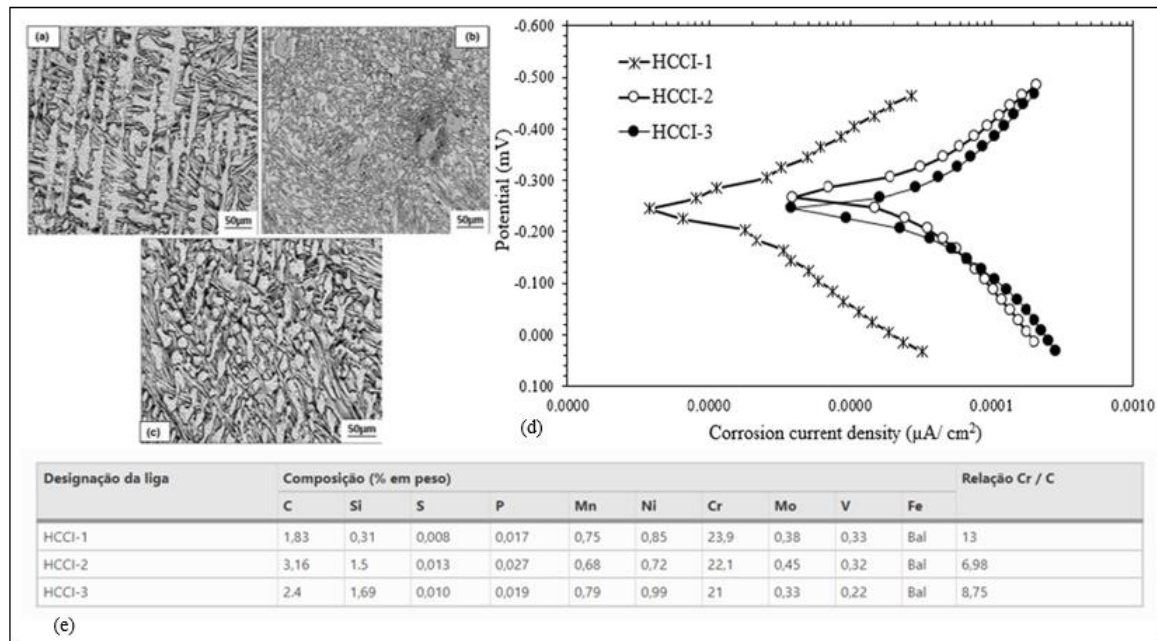 (a)
(b)
50µm
50µm
(c)
50µm
-0.600
-0.500
-0.400
-0.300
-0.200
-0.100
0.000
0.100
Potential (mV)
HCCI-1
HCCI-2
HCCI-3
0.0000 0.0000 0.0000 0.0001 0.0010
(d)
Corrosion current density (µA/ cm²)
Designação da liga Composição (% em peso) Relação Cr / C
C Si S P Mn Ni Cr Mo V Fe
HCCI-1 1,83 0,31 0,008 0,017 0,75 0,85 23,9 0,38 0,33 Bal 13
HCCI-2 3,16 1.5 0,013 0,027 0,68 0,72 22,1 0,45 0,32 Bal 6,98
HCCI-3 2.4 1,69 0,010 0,019 0,79 0,99 21 0,33 0,22 Bal 8,75
(e)